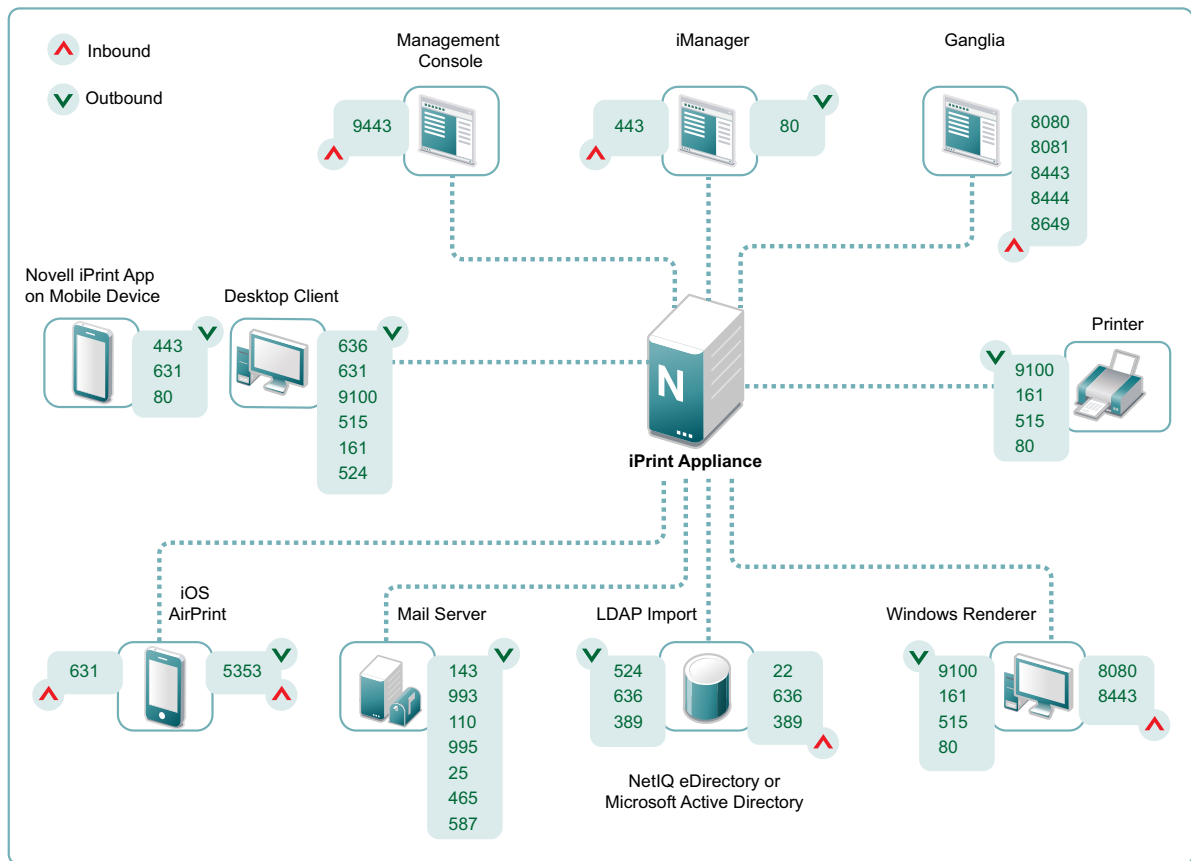 Inbound
Outbound
Management
Console
9443
iManager
443
80
Ganglia
8080
8081
8443
8444
8649
Novell iPrint App
on Mobile Device
443
631
80
Desktop Client
636
631
9100
515
161
524
N
iPrint Appliance
Printer
9100
161
515
80
iOS
AirPrint
631
5353
Mail Server
143
993
110
995
25
465
587
LDAP Import
524
636
389
22
636
389
NetIQ eDirectory or
Microsoft Active Directory
Windows Renderer
9100
161
515
80
8080
8443